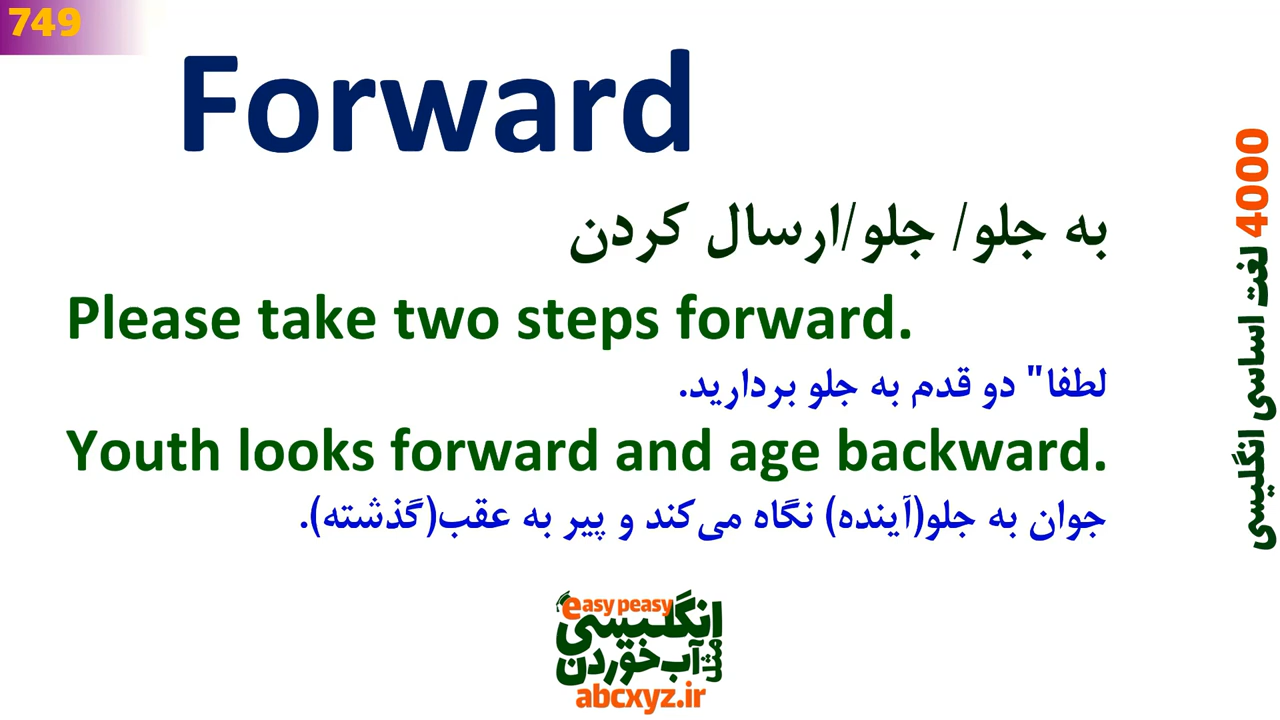 749
Forward
به جلو/ جلو/ارسال کردن
Please take two steps forward.
لطفا" دو قدم به جلو بردارید.
Youth looks forward and age backward.
جوان به جلو(آینده) نگاه می‌کند و پیر به عقب(گذشته).
4000 لغت اساسی انگلیسی
easy peasy
انگلیسی
مثل آب خوردن
abcxyz.ir